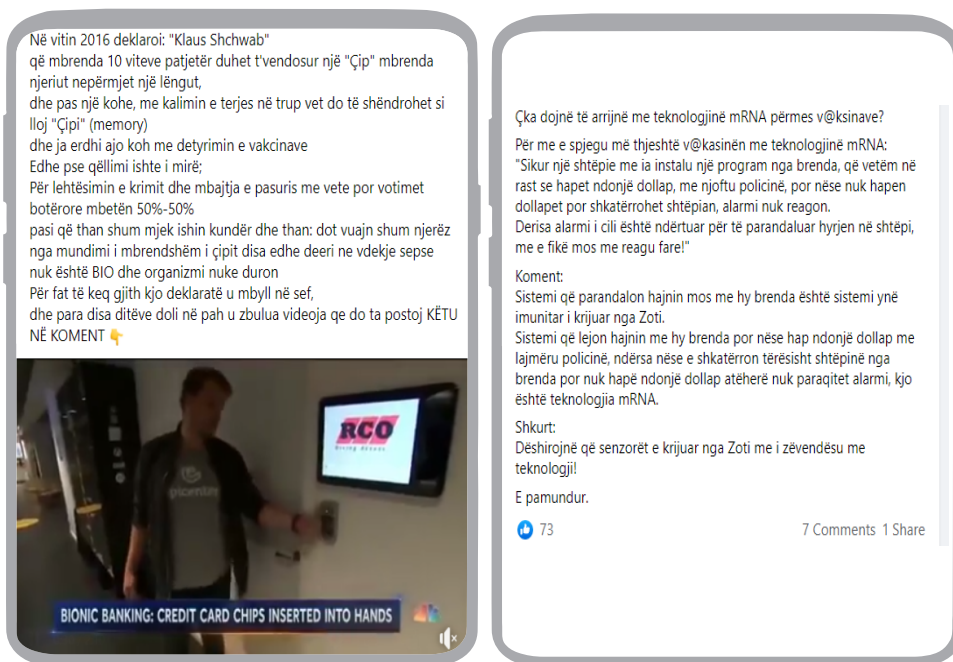 Në vitin 2016 deklaroi: "Klaus Shchwab"
që mbrenda 10 viteve patjetër duhet t'vendosur një "Çip" mbrenda
njeriut nepërmjet një lëngut,
dhe pas një kohe, me kalimin e terjes në trup vet do të shëndrohet si
lloj "Çipi" (memory)
dhe ja erdhi ajo koh me detyrimin e vakcinave
Edhe pse qëllimi ishte i mirë;
Për lehtësimin e krimit dhe mbajtja e pasuris me vete por votimet
botërore mbetën 50%-50%
pasi që than shum mjek ishin kundër dhe than: dot vuajn shum njerëz
nga mundimi i mbrendshëm i çipit disa edhe deeri ne vdekje sepse
nuk është BIO dhe organizmi nuke duron
Për fat të keq gjith kjo deklaratë u mbyll në sef,
dhe para disa ditëve doli në pah u zbulua videoja qe do ta postoj KËTU
NË KOMENT 👇
RCO
picenter
BIONIC BANKING: CREDIT CARD CHIPS INSERTED INTO HANDS
Çka dojnë të arrijnë me teknologjinë mRNA përmes v@ksinave?
Për me e spjegu më thjeshtë v@kasinën me teknologjinë mRNA:
"Sikur një shtëpie me ia instalu një program nga brenda, që vetëm në
rast se hapet ndonjë dollap, me njoftu policinë, por nëse nuk hapen
dollapet por shkatërrohet shtëpian, alarmi nuk reagon.
Derisa alarmi i cili është ndërtuar për të parandaluar hyrjen në shtëpi,
me e fikë mos me reagu fare!"
Koment:
Sistemi që parandalon hajnin mos me hy brenda është sistemi ynë
imunitar i krijuar nga Zoti.
Sistemi që lejon hajnin me hy brenda por nëse hap ndonjë dollap me
lajmëru policinë, ndërsa nëse e shkatërron tërësisht shtëpinë nga
brenda por nuk hapë ndonjë dollap atëherë nuk paraqitet alarmi, kjo
është teknologjia mRNA.
Shkurt:
Dëshirojnë që senzorët e krijuar nga Zoti me i zëvendësu me
teknologji!
E pamundur.
73
7 Comments 1 Share